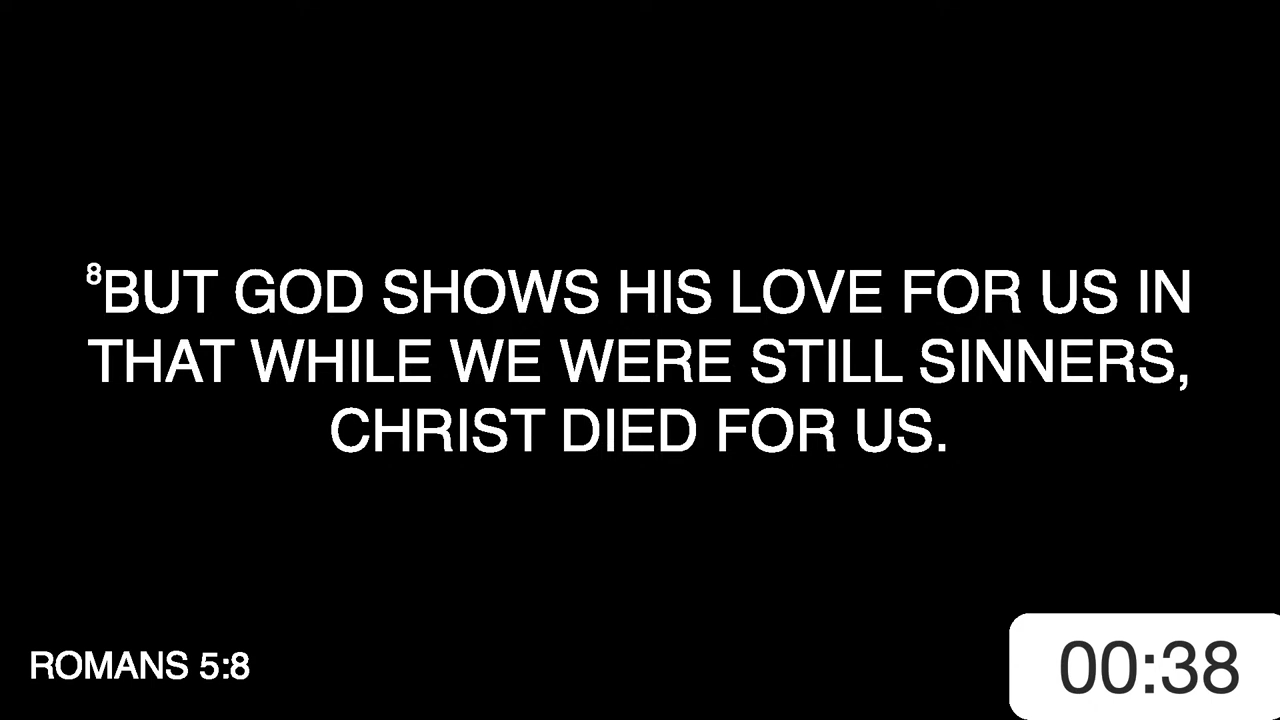 ⁸BUT GOD SHOWS HIS LOVE FOR US IN
THAT WHILE WE WERE STILL SINNERS,
CHRIST DIED FOR US.
ROMANS 5:8
00:38